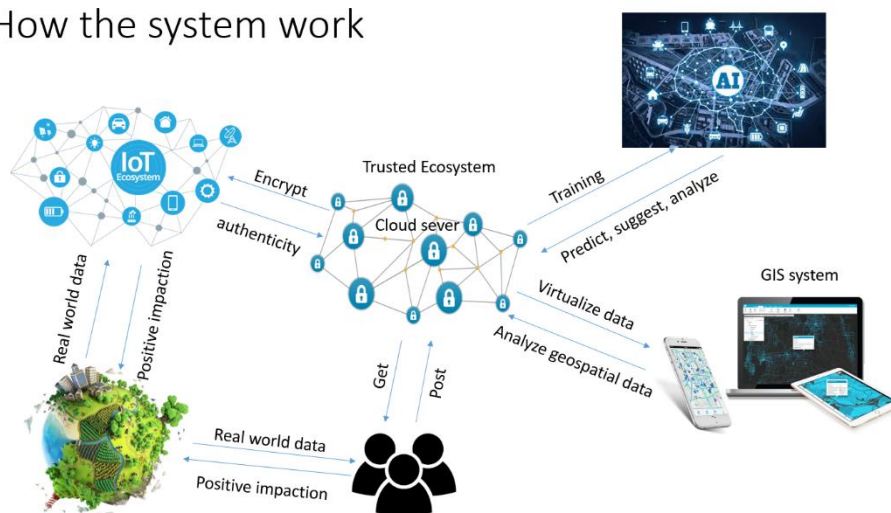 How the system work
AI
IoT
Ecosystem
Trusted Ecosystem
Encrypt
authenticity
Cloud sever
Training
Predict, suggest, analyze
GIS system
Virtualize data
Analyze geospatial data
Real world data
Positive impaction
Get
Post
Real world data
Positive impaction